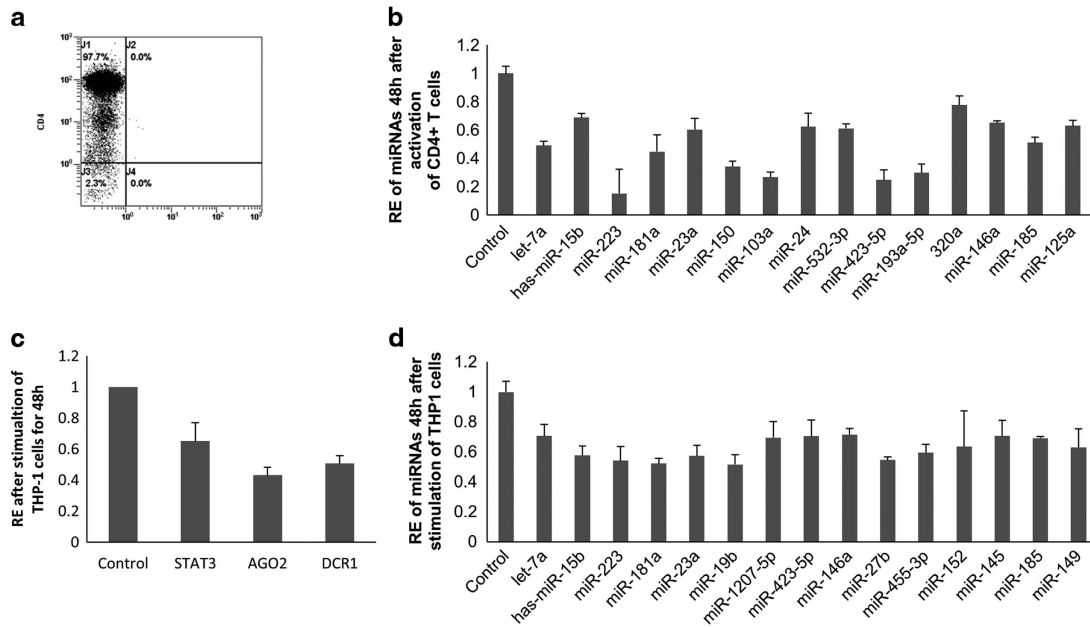 a
10³
10²
10¹
10⁰
CD4
J1
97.7%
J2
0.0%
J3
2.3%
J4
0.0%
10⁰
10¹
10²
10³
b
RE of miRNAs 48h after
activation
of CD4+ T cells
1.2
1
0.8
0.6
0.4
0.2
0
Control
let-7a
has-miR-15b
miR-223
miR-181a
miR-23a
miR-150
miR-103a
miR-24
miR-532-3p
miR-423-5p
miR-193a-5p
320a
miR-146a
miR-185
miR-125a
c
RE after stimualtion of
THP-1 cells for 48h
1.2
1
0.8
0.6
0.4
0.2
0
Control
STAT3
AGO2
DCR1
d
RE of miRNAs 48h after
stimulation of THP1 cells
1.2
1
0.8
0.6
0.4
0.2
0
Control
let-7a
has-miR-15b
miR-223
miR-181a
miR-23a
miR-19b
miR-1207-5p
miR-423-5p
miR-146a
miR-27b
miR-455-3p
miR-152
miR-145
miR-185
miR-149